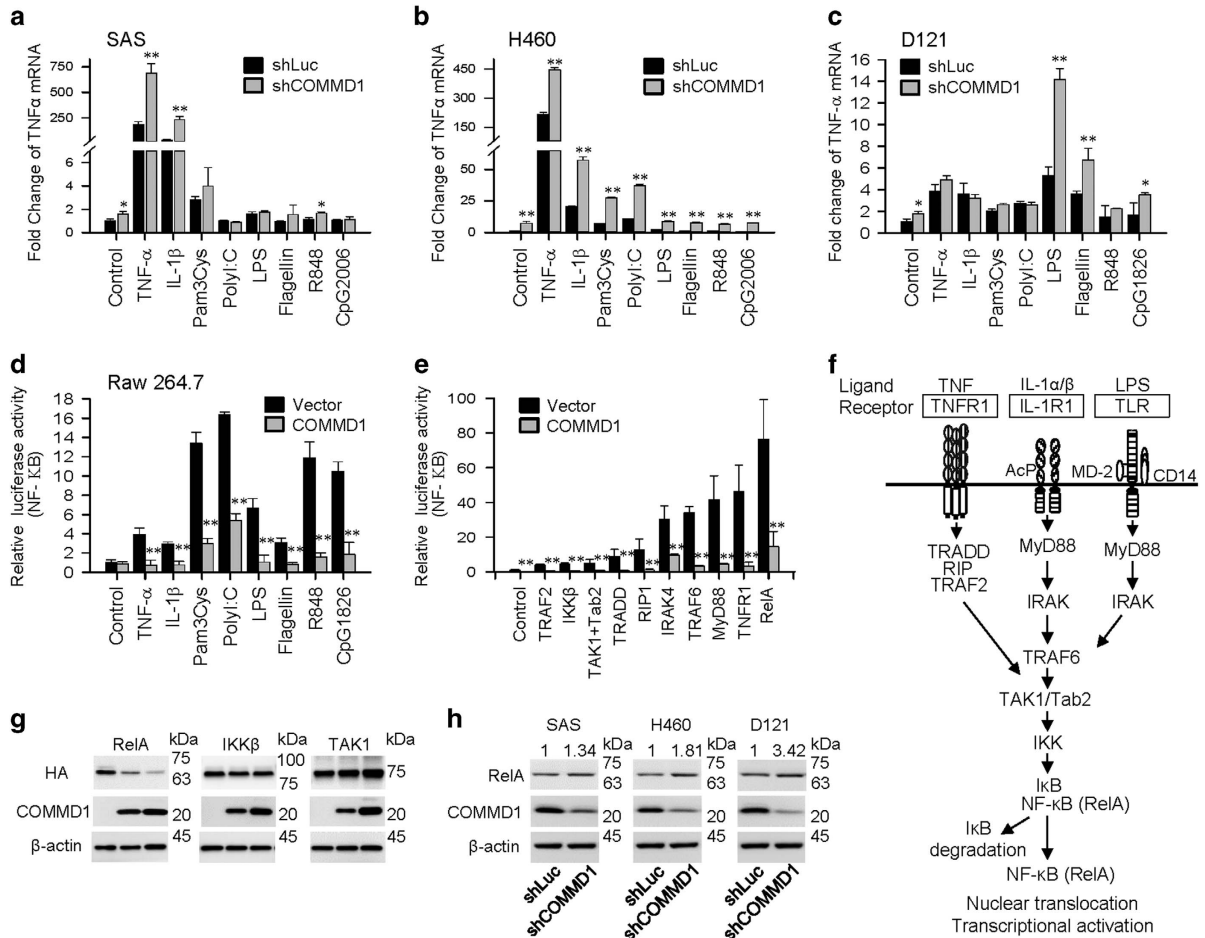 a
SAS
Fold Change of TNFα mRNA
750
500
250
6
4
2
0
shLuc
shCOMMD1
* ** ** *
Control
TNF-α
IL-1β
Pam3Cys
PolyI:C
LPS
Flagellin
R848
CpG2006
b
H460
Fold Change of TNFα mRNA
450
300
150
50
25
0
shLuc
shCOMMD1
** ** ** ** ** ** ** ** **
Control
TNF-α
IL-1β
Pam3Cys
PolyI:C
LPS
Flagellin
R848
CpG2006
c
D121
Fold Change of TNF-α mRNA
16
14
12
10
8
6
4
2
0
shLuc
shCOMMD1
* ** ** *
Control
TNF-α
IL-1β
Pam3Cys
PolyI:C
LPS
Flagellin
R848
CpG1826
d
Raw 264.7
Relative luciferase activity
(NF- κB)
18
16
14
12
10
8
6
4
2
0
Vector
COMMD1
** ** ** ** ** ** ** **
Control
TNF-α
IL-1β
Pam3Cys
PolyI:C
LPS
Flagellin
R848
CpG1826
e
Relative luciferase activity
(NF- κB)
100
80
60
40
20
0
Vector
COMMD1
** ** ** ** ** ** ** ** ** ** **
Control
TRAF2
IKKβ
TAK1+Tab2
TRADD
RIP1
IRAK4
TRAF6
MyD88
TNFR1
RelA
f
Ligand TNF IL-1α/β LPS
Receptor TNFR1 IL-1R1 TLR
AcP MD-2 CD14
TRADD
RIP
TRAF2
MyD88 MyD88
IRAK IRAK
TRAF6
TAK1/Tab2
IKK
IκB
NF-κB (RelA)
IκB
degradation
NF-κB (RelA)
Nuclear translocation
Transcriptional activation
g
RelA kDa IKKβ kDa TAK1 kDa
HA 75 63 100 75 75
COMMD1 20 20 20
β-actin 45 45 45
h
SAS H460 D121
1 1.34 kDa 1 1.81 kDa 1 3.42 kDa
RelA 75 63 75 63 75 63
COMMD1 20 20 20
β-actin 45 45 45
shLuc
shCOMMD1
shLuc
shCOMMD1
shLuc
shCOMMD1